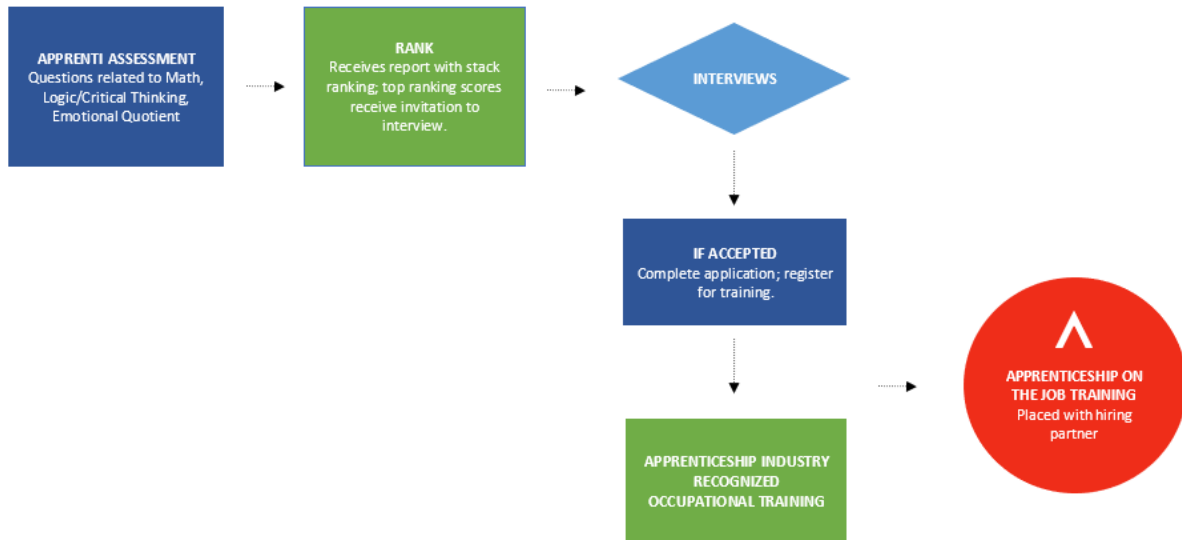 APPRENTI ASSESSMENT
Questions related to Math,
Logic/Critical Thinking,
Emotional Quotient
RANK
Receives report with stack
ranking; top ranking scores
receive invitation to
interview.
INTERVIEWS
IF ACCEPTED
Complete application; register
for training.
APPRENTICESHIP INDUSTRY
RECOGNIZED
OCCUPATIONAL TRAINING
APPRENTICESHIP ON
THE JOB TRAINING
Placed with hiring
partner